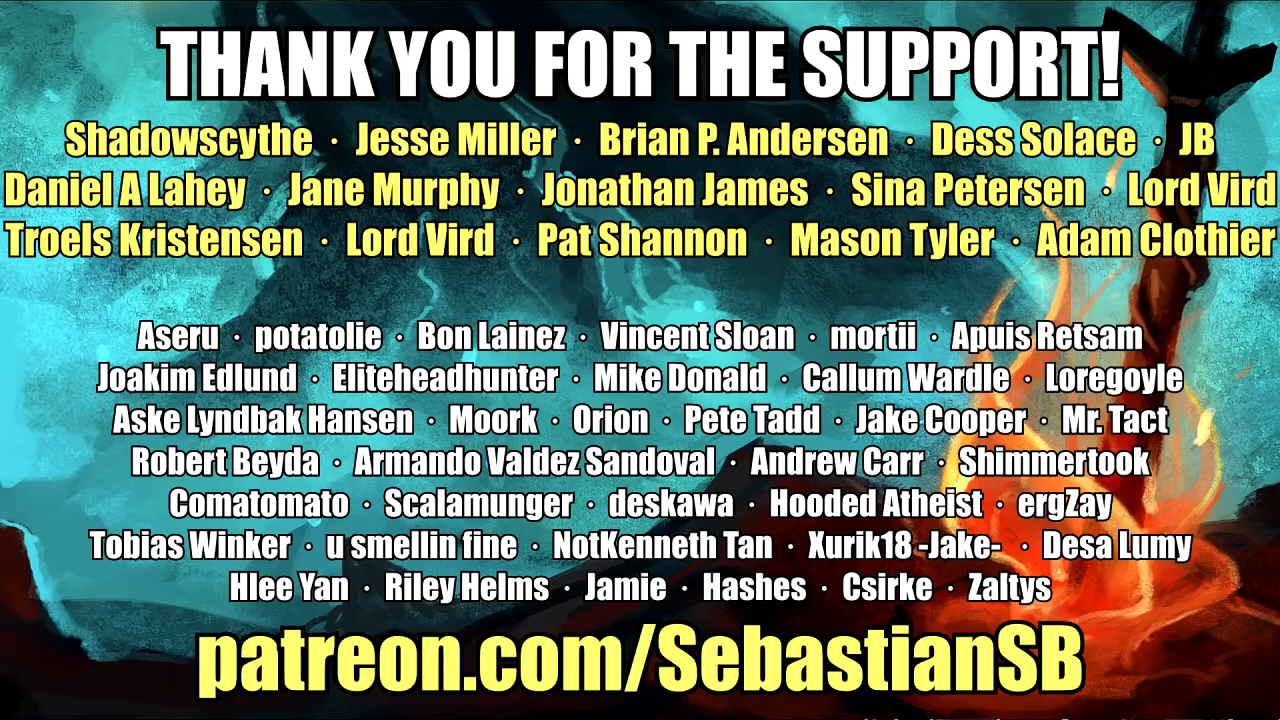 THANK YOU FOR THE SUPPORT!
Shadowscythe · Jesse Miller · Brian P. Andersen · Dess Solace · JB
Daniel A Lahey · Jane Murphy · Jonathan James · Sina Petersen · Lord Vird
Troels Kristensen · Lord Vird · Pat Shannon · Mason Tyler · Adam Clothier
Aseru · potatolie · Bon Lainez · Vincent Sloan · mortii · Apuis Retsam
Joakim Edlund · Eliteheadhunter · Mike Donald · Callum Wardle · Loregoyle
Aske Lyndbak Hansen · Moork · Orion · Pete Tadd · Jake Cooper · Mr. Tact
Robert Beyda · Armando Valdez Sandoval · Andrew Carr · Shimmertook
Comatomato · Scalamunger · deskawa · Hooded Atheist · ergZay
Tobias Winker · u smellin fine · NotKenneth Tan · Xurik18 -Jake- · Desa Lumy
Hlee Yan · Riley Helms · Jamie · Hashes · Csirke · Zaltys
patreon.com/SebastianSB